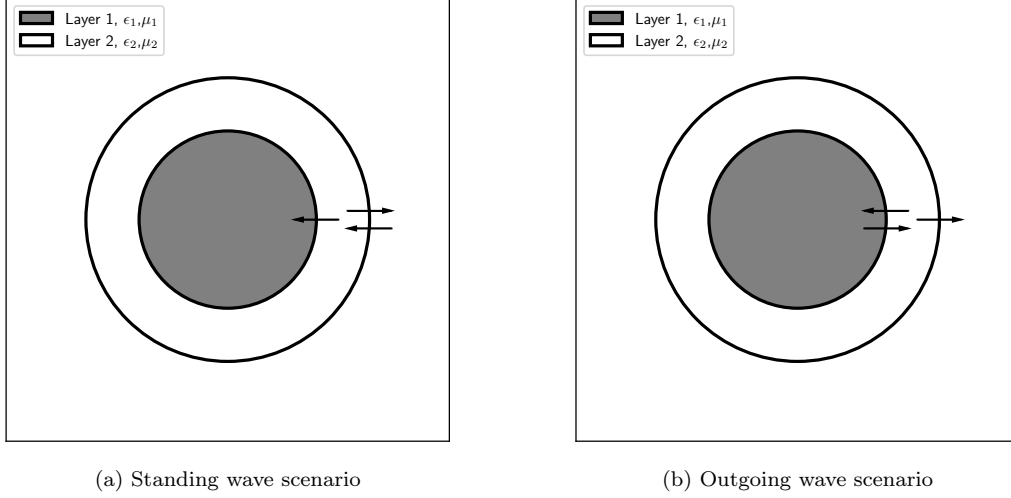 Layer 1, ϵ₁,μ₁
Layer 2, ϵ₂,μ₂
Layer 1, ϵ₁,μ₁
Layer 2, ϵ₂,μ₂
(a) Standing wave scenario
(b) Outgoing wave scenario